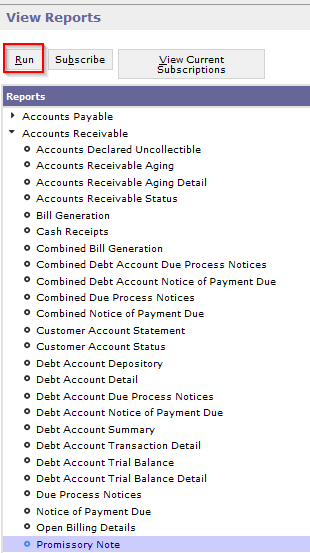 View Reports
Run
Subscribe
View Current
Subscriptions
Reports
Accounts Payable
Accounts Receivable
Accounts Declared Uncollectible
Accounts Receivable Aging
Accounts Receivable Aging Detail
Accounts Receivable Status
Bill Generation
Cash Receipts
Combined Bill Generation
Combined Debt Account Due Process Notices
Combined Debt Account Notice of Payment Due
Combined Due Process Notices
Combined Notice of Payment Due
Customer Account Statement
Customer Account Status
Debt Account Depository
Debt Account Detail
Debt Account Due Process Notices
Debt Account Notice of Payment Due
Debt Account Summary
Debt Account Transaction Detail
Debt Account Trial Balance
Debt Account Trial Balance Detail
Due Process Notices
Notice of Payment Due
Open Billing Details
Promissory Note